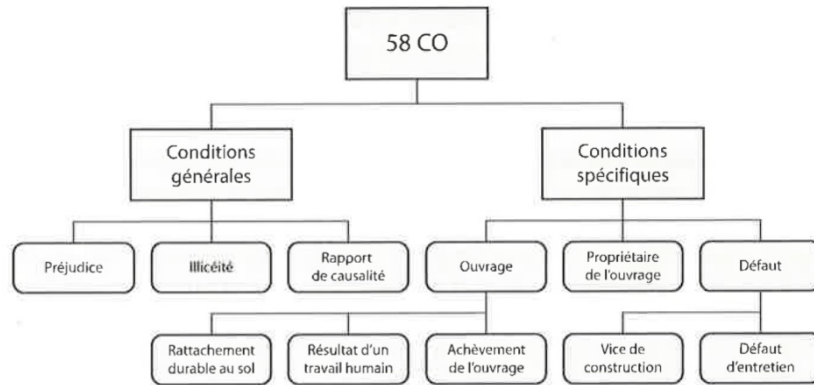 58 CO
Conditions
générales
Conditions
spécifiques
Préjudice
Illicéité
Rapport
de causalité
Ouvrage
Propriétaire
de l'ouvrage
Défaut
Rattachement
durable au sol
Résultat d'un
travail humain
Achèvement
de l'ouvrage
Vice de
construction
Défaut
d'entretien